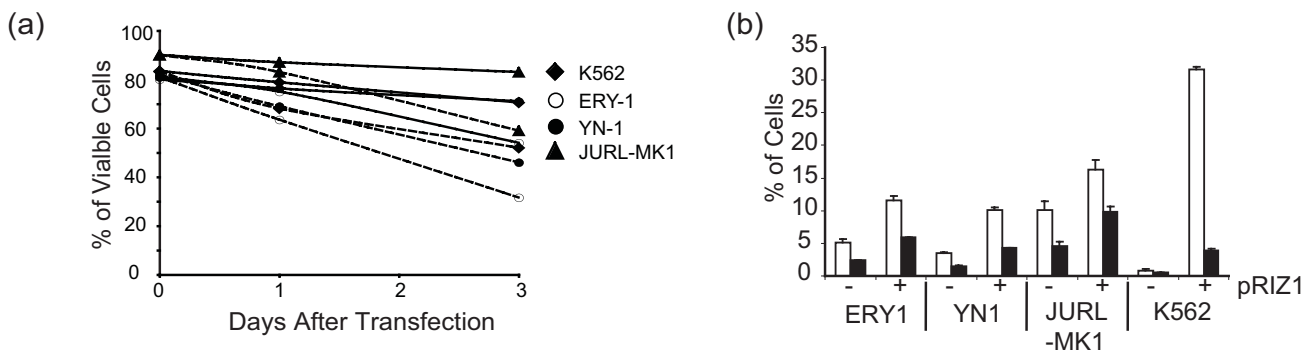 (a)
% of Vialble Cells
100
80
60
40
20
0
0 1 2 3
Days After Transfection
K562
ERY-1
YN-1
JURL-MK1
(b)
% of Cells
35
30
25
20
15
10
5
0
- + - + - + - + pRIZ1
ERY1 YN1 JURL K562
-MK1